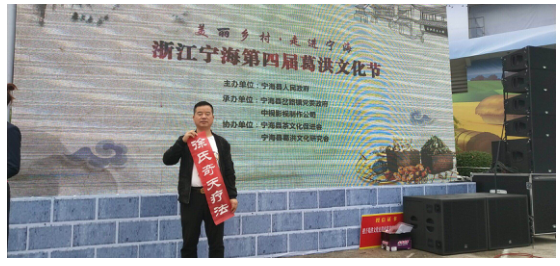 美丽乡村·走进宁海
浙江宁海第四届葛洪文化节
主办单位：宁海县人民政府
承办单位：宁海县岔路镇人民政府
中视影视制作公司
协办单位：宁海县茶文化促进会
宁海县葛洪文化研究会
徐氏奇灸疗法